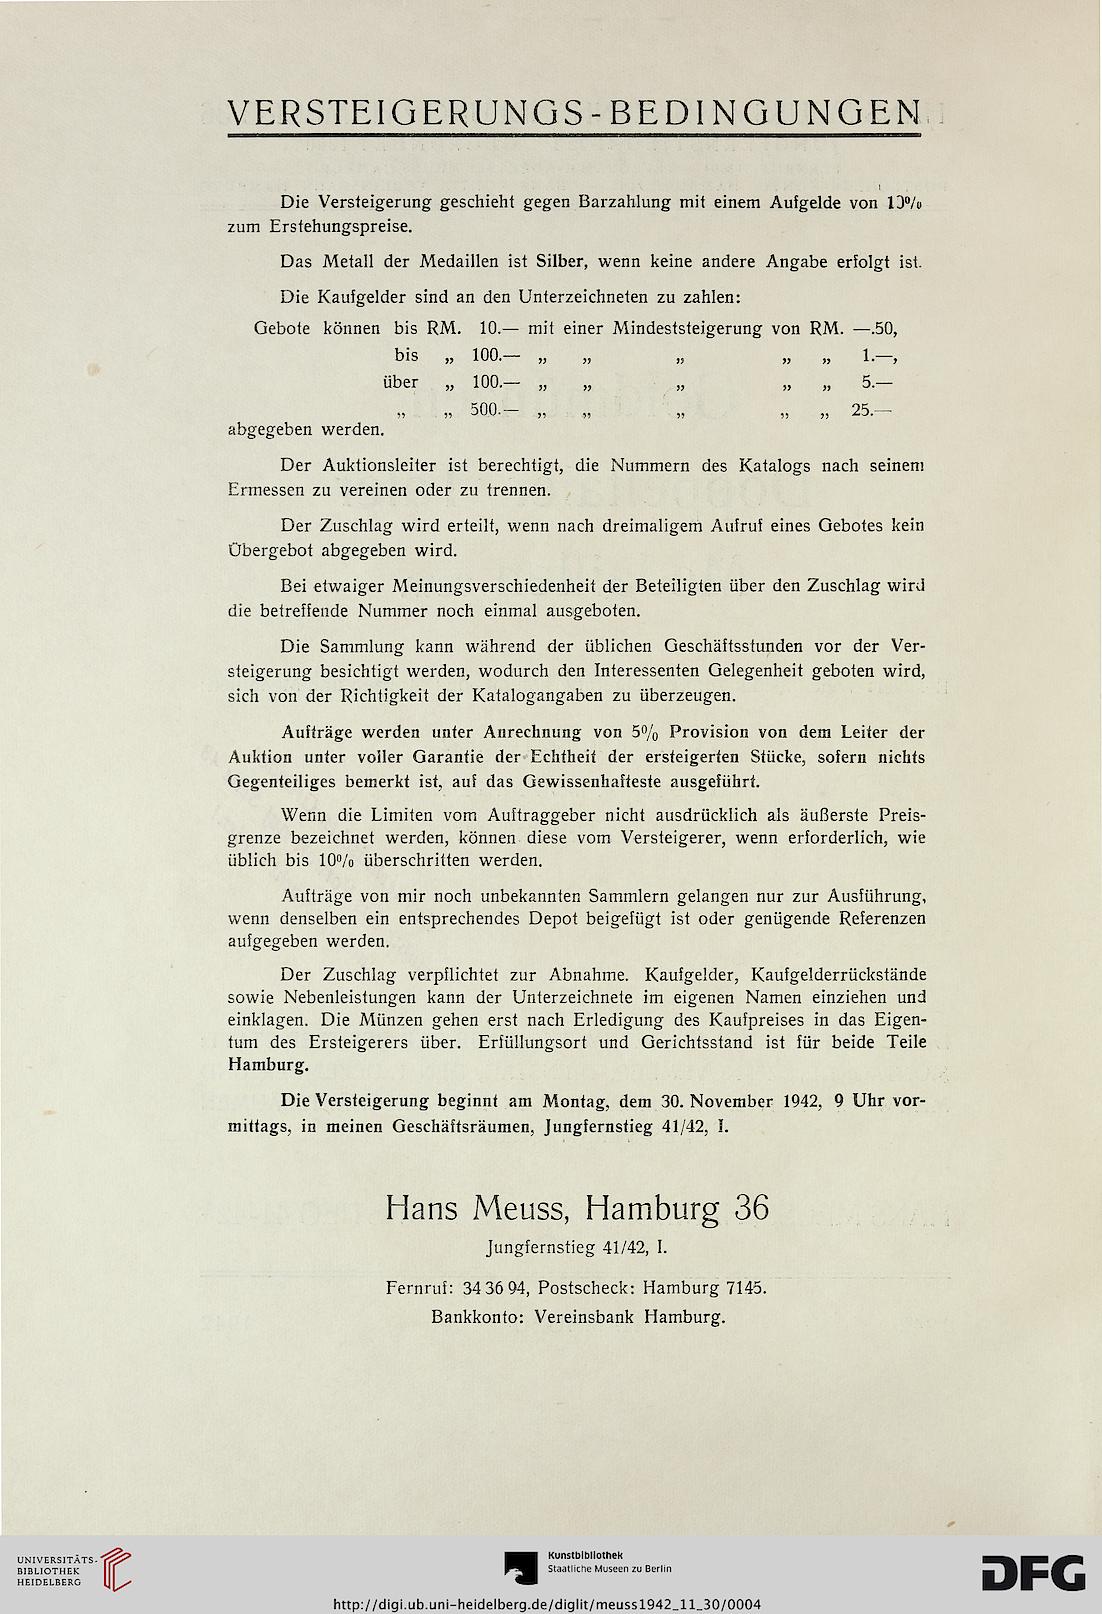 VERSTEIGERUNGS-BEDINGUNGEN
Die Versteigerung geschieht gegen Barzahlung mit einem Aufgelde von 10%
zum Erstehungspreise.
Das Metall der Medaillen ist Silber, wenn keine andere Angabe erfolgt ist.
Die Kaufgelder sind an den Unterzeichneten zu zahlen:
Gebote können bis RM. 10.— mit einer Mindeststeigerung von RM. —.50,
bis „ 100.— „ „ „ „ „ 1.—,
über „ 100.— „ „ „ „ „ 5.—
„ „ 500.— „ „ „ „ „ 25.—
abgegeben werden.
Der Auktionsleiter ist berechtigt, die Nummern des Katalogs nach seinem
Ermessen zu vereinen oder zu trennen.
Der Zuschlag wird erteilt, wenn nach dreimaligem Aufruf eines Gebotes kein
Übergebot abgegeben wird.
Bei etwaiger Meinungsverschiedenheit der Beteiligten über den Zuschlag wird
die betreffende Nummer noch einmal ausgeboten.
Die Sammlung kann während der üblichen Geschäftsstunden vor der Ver-
steigerung besichtigt werden, wodurch den Interessenten Gelegenheit geboten wird,
sich von der Richtigkeit der Katalogangaben zu überzeugen.
Aufträge werden unter Anrechnung von 5% Provision von dem Leiter der
Auktion unter voller Garantie der Echtheit der ersteigerten Stücke, sofern nichts
Gegenteiliges bemerkt ist, auf das Gewissenhafteste ausgeführt.
Wenn die Limiten vom Auftraggeber nicht ausdrücklich als äußerste Preis-
grenze bezeichnet werden, können diese vom Versteigerer, wenn erforderlich, wie
üblich bis 10% überschritten werden.
Aufträge von mir noch unbekannten Sammlern gelangen nur zur Ausführung,
wenn denselben ein entsprechendes Depot beigefügt ist oder genügende Referenzen
aufgegeben werden.
Der Zuschlag verpflichtet zur Abnahme. Kaufgelder, Kaufgelderrückstände
sowie Nebenleistungen kann der Unterzeichnete im eigenen Namen einziehen und
einklagen. Die Münzen gehen erst nach Erledigung des Kaufpreises in das Eigen-
tum des Ersteigerers über. Erfüllungsort und Gerichtsstand ist für beide Teile
Hamburg.
Die Versteigerung beginnt am Montag, dem 30. November 1942, 9 Uhr vor-
mittags, in meinen Geschäftsräumen, Jungfernstieg 41/42, I.
Hans Meuss, Hamburg 36
Jungfernstieg 41/42, I.
Fernruf: 34 36 94, Postscheck: Hamburg 7145.
Bankkonto: Vereinsbank Hamburg.
UNIVERSITÄTS-
BIBLIOTHEK
HEIDELBERG
Kunstbibliothek
Staatliche Museen zu Berlin
DFG
http://digi.ub.uni-heidelberg.de/diglit/meuss1942_11_30/0004